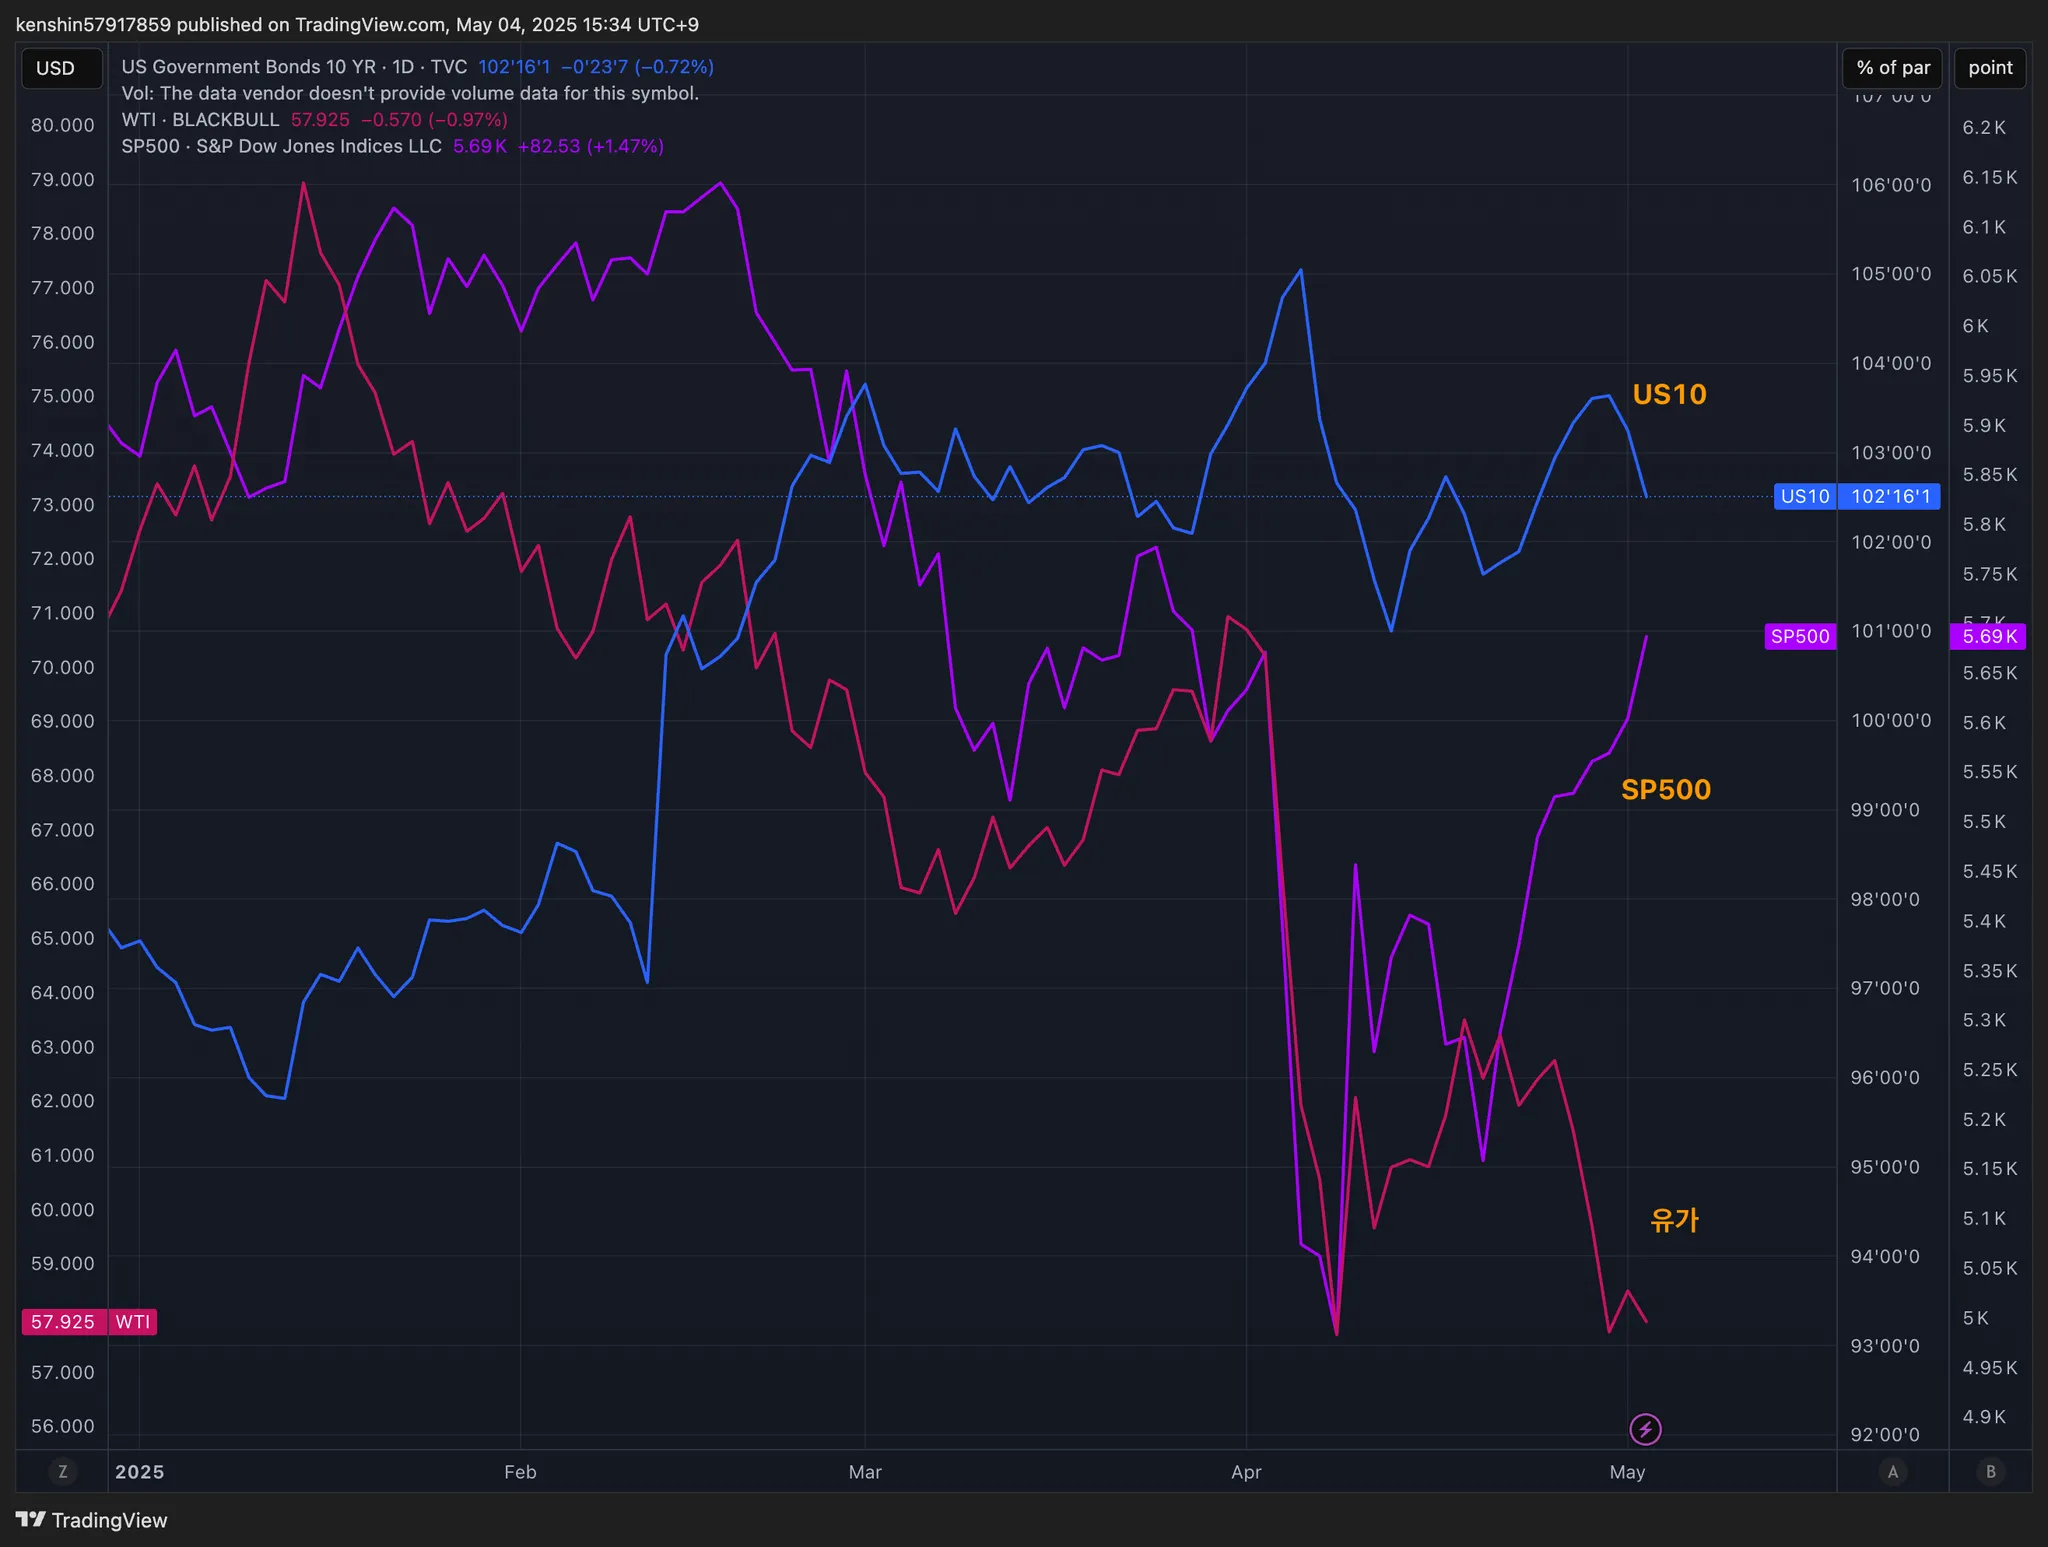 kenshin57917859 published on TradingView.com, May 04, 2025 15:34 UTC+9
USD
US Government Bonds 10 YR · 1D · TVC 102'16'1 −0'23'7 (−0.72%)
Vol: The data vendor doesn't provide volume data for this symbol.
WTI · BLACKBULL 57.925 −0.570 (−0.97%)
SP500 · S&P Dow Jones Indices LLC 5.69 K +82.53 (+1.47%)
% of par
point
80.000
79.000
78.000
77.000
76.000
75.000
74.000
73.000
72.000
71.000
70.000
69.000
68.000
67.000
66.000
65.000
64.000
63.000
62.000
61.000
60.000
59.000
57.925 WTI
57.000
56.000
US10
SP500
유가
US10 102'16'1
SP500 5.69 K
107'00'0
106'00'0
105'00'0
104'00'0
103'00'0
102'00'0
101'00'0
100'00'0
99'00'0
98'00'0
97'00'0
96'00'0
95'00'0
94'00'0
93'00'0
92'00'0
6.2 K
6.15 K
6.1 K
6.05 K
6 K
5.95 K
5.9 K
5.85 K
5.8 K
5.75 K
5.7 K
5.65 K
5.6 K
5.55 K
5.5 K
5.45 K
5.4 K
5.35 K
5.3 K
5.25 K
5.2 K
5.15 K
5.1 K
5.05 K
5 K
4.95 K
4.9 K
Z
2025
Feb
Mar
Apr
May
A
B
TradingView